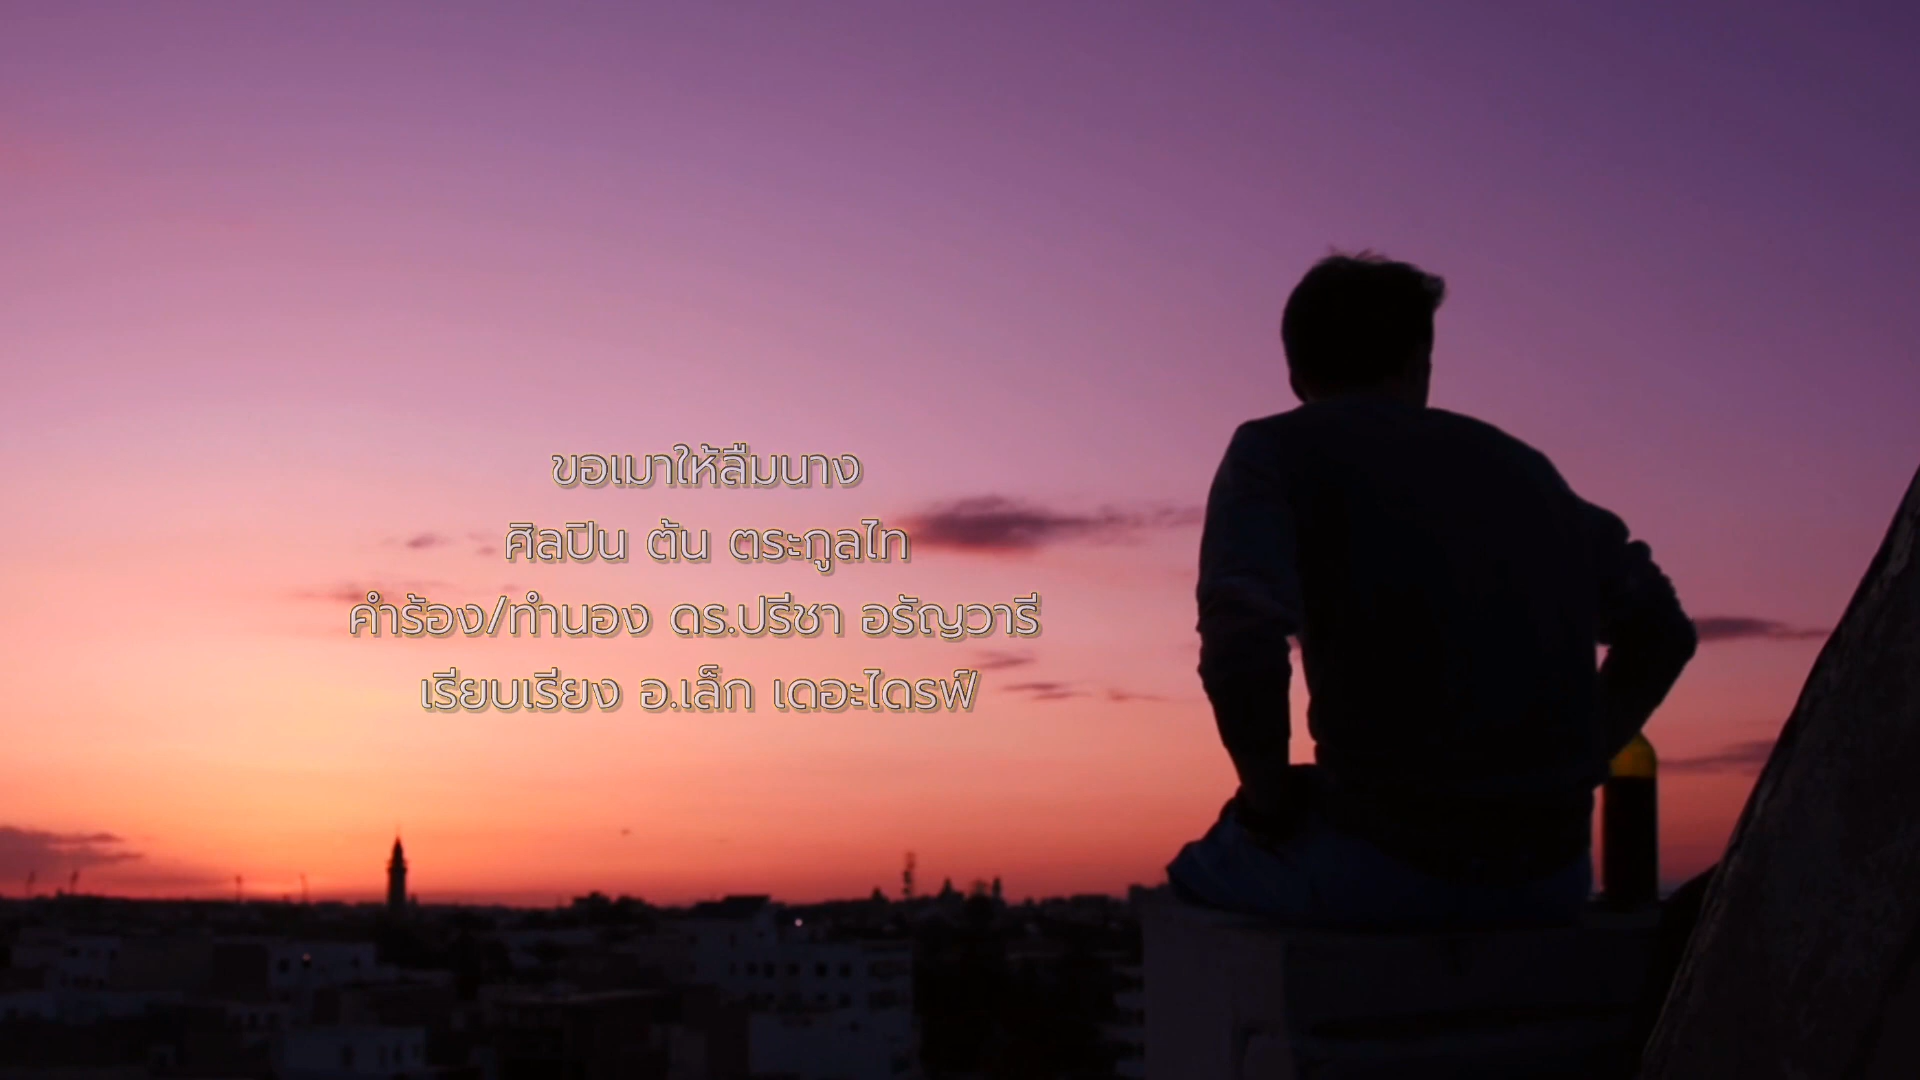 ขอเมาให้ลืมนาง
ศิลปิน ต้น ตระกูลไท
คำร้อง/ทำนอง ดร.ปรีชา อรัญวารี
เรียบเรียง อ.เล็ก เดอะไดรฟ์